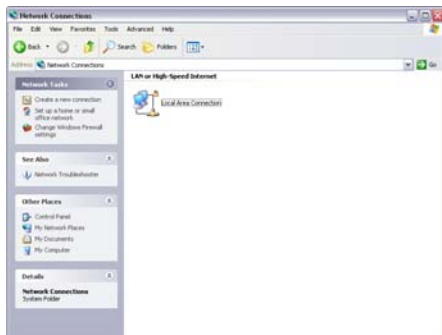 Network Connections
File Edit View Favorites Tools Advanced Help
Back Search Folders
Address Network Connections Go
Network Tasks
Create a new connection
Set up a home or small
office network
Change Windows Firewall
settings
See Also
Network Troubleshooter
Other Places
Control Panel
My Network Places
My Documents
My Computer
Details
Network Connections
System Folder
LAN or High-Speed Internet
Local Area Connection